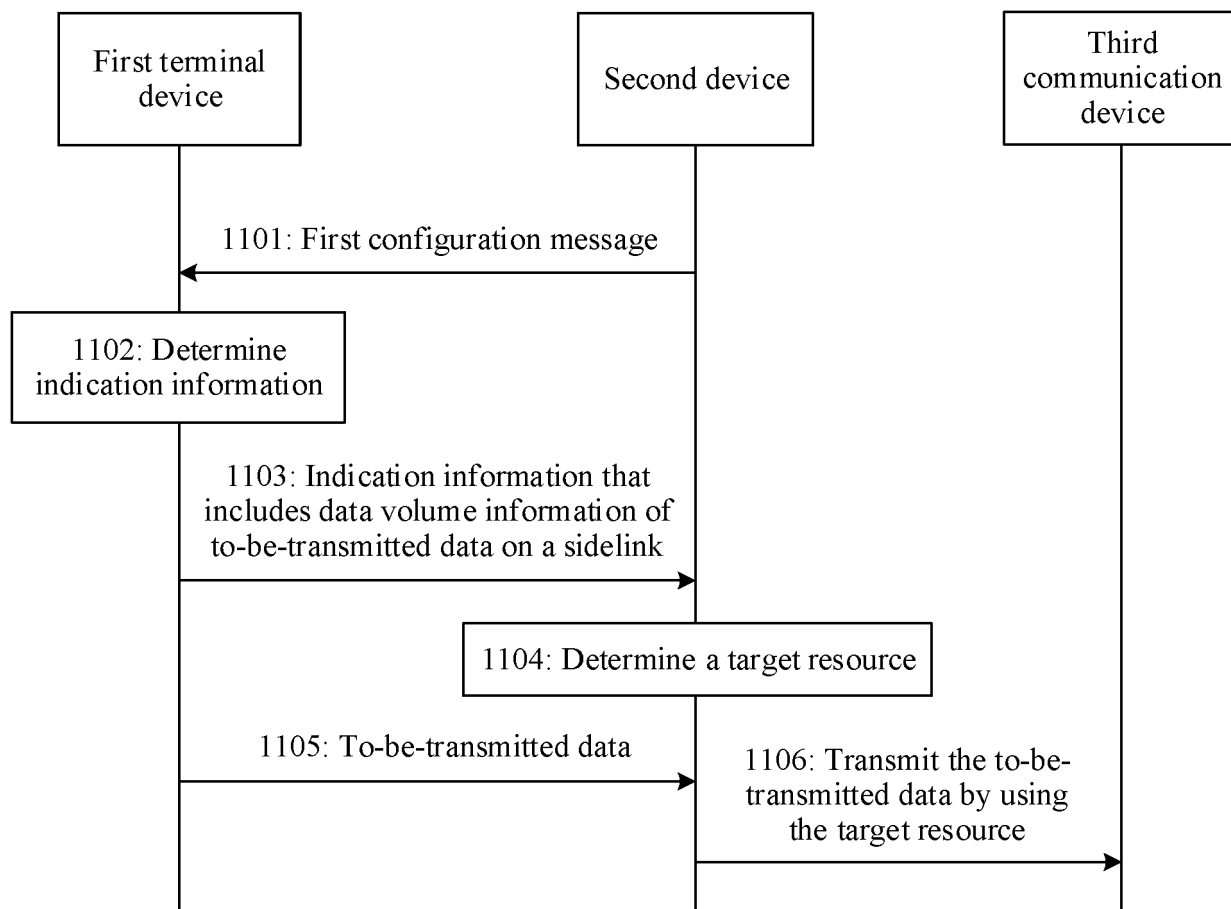 First terminal
device
Second device
Third
communication
device
1101: First configuration message
1102: Determine
indication information
1103: Indication information that
includes data volume information of
to-be-transmitted data on a sidelink
1104: Determine a target resource
1105: To-be-transmitted data
1106: Transmit the to-be-
transmitted data by using
the target resource